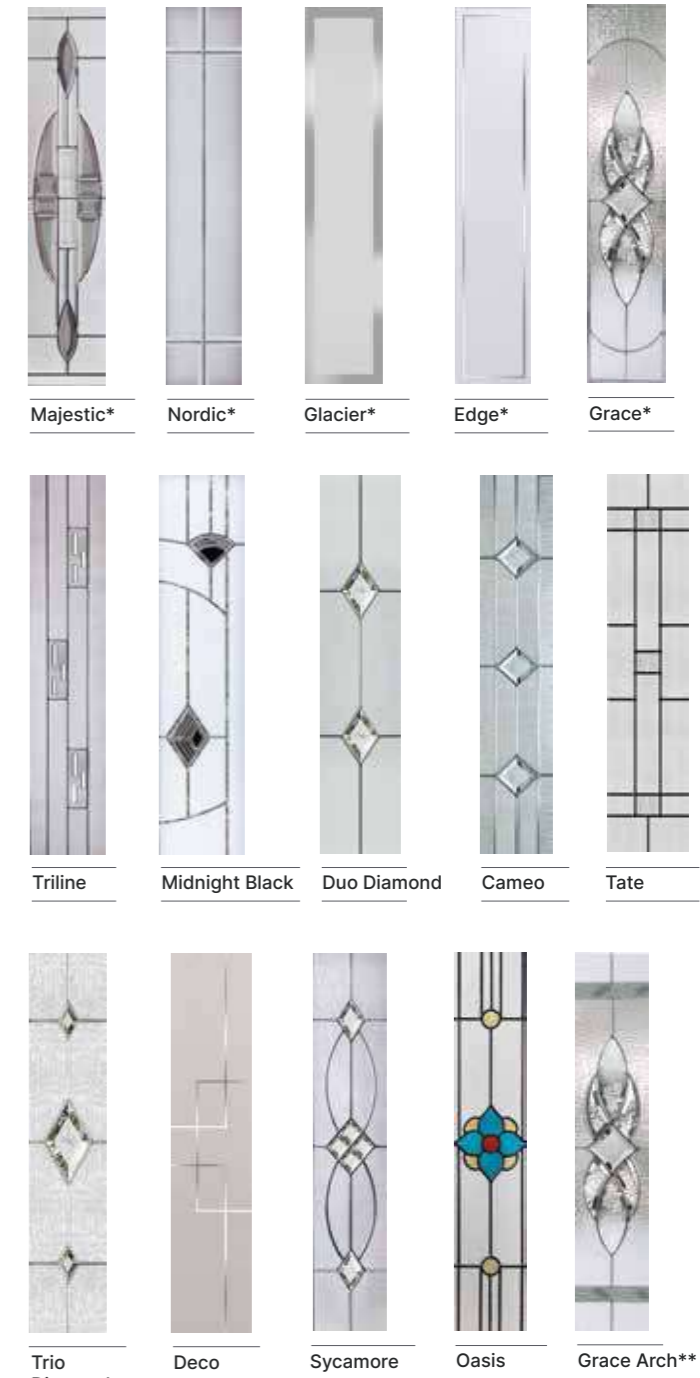 Majestic*
Nordic*
Glacier*
Edge*
Grace*
Triline
Midnight Black
Duo Diamond
Cameo
Tate
Trio
Deco
Sycamore
Oasis
Grace Arch**